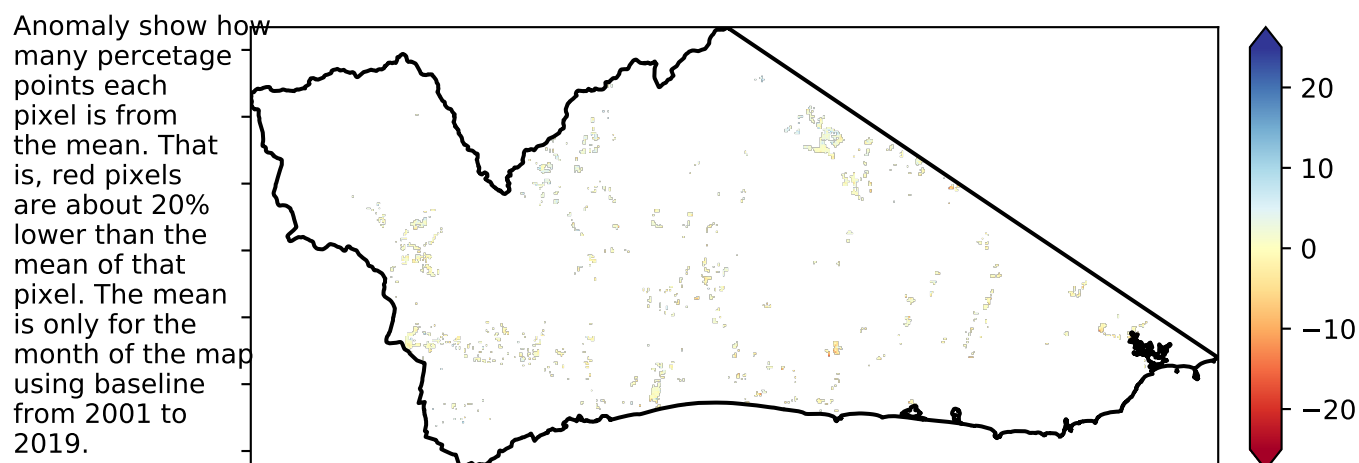 Anomaly show how
many percetage
points each
pixel is from
the mean. That
is, red pixels
are about 20%
lower than the
mean of that
pixel. The mean
is only for the
month of the map
using baseline
from 2001 to
2019.
20
10
0
−10
−20